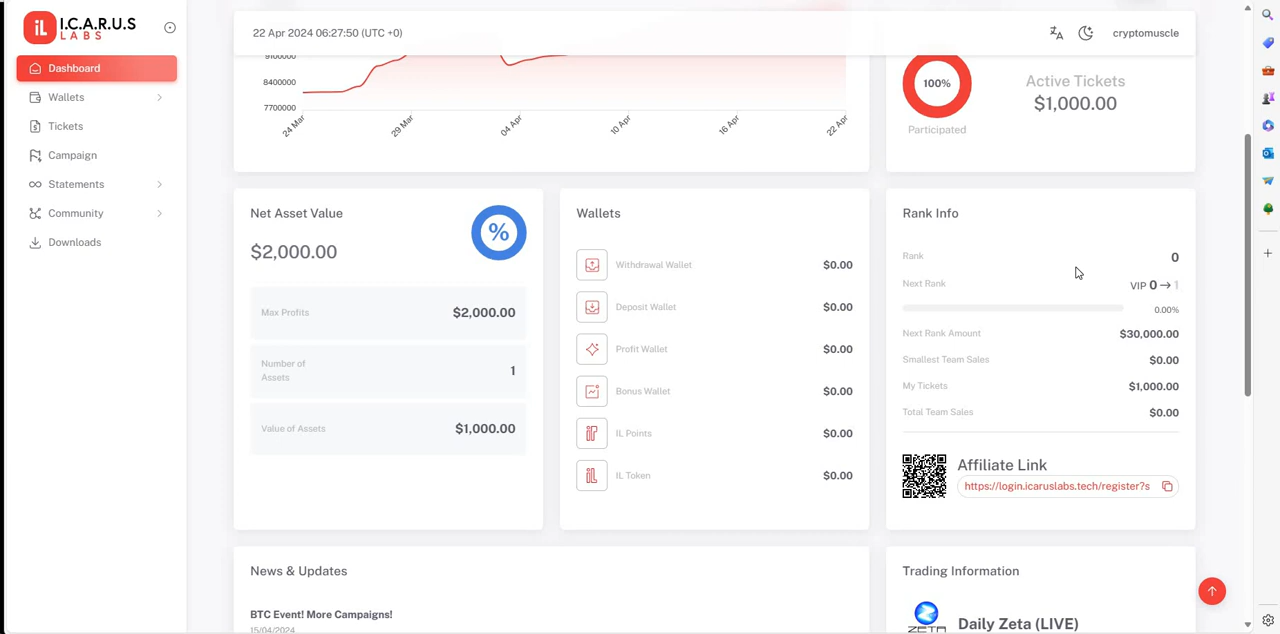 iL I.C.A.R.U.S
LABS
22 Apr 2024 06:27:50 (UTC +0)
cryptomuscle
Dashboard
Wallets
Tickets
Campaign
Statements
Community
Downloads
9100000
8400000
7700000
24 Mar
29 Mar
04 Apr
10 Apr
16 Apr
22 Apr
100%
Participated
Active Tickets
$1,000.00
Net Asset Value
$2,000.00
%
Max Profits $2,000.00
Number of
Assets
1
Value of Assets $1,000.00
Wallets
Withdrawal Wallet $0.00
Deposit Wallet $0.00
Profit Wallet $0.00
Bonus Wallet $0.00
IL Points $0.00
IL Token $0.00
Rank Info
Rank 0
Next Rank VIP 0 → 1
0.00%
Next Rank Amount $30,000.00
Smallest Team Sales $0.00
My Tickets $1,000.00
Total Team Sales $0.00
Affiliate Link
https://login.icaruslabs.tech/register?s
News & Updates
BTC Event! More Campaigns!
15/04/2024
Trading Information
ZETA
Daily Zeta (LIVE)